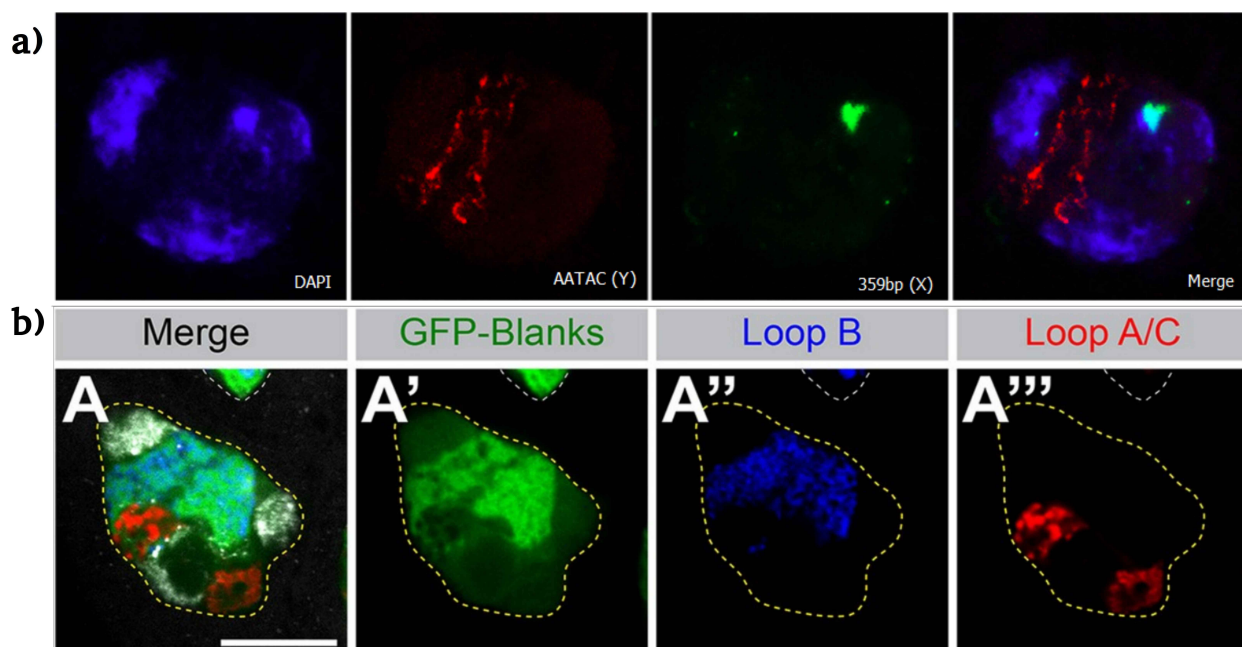 a)
DAPI
AATAC (Y)
359bp (X)
Merge
b)
Merge
GFP-Blanks
Loop B
Loop A/C
A
A’
A’’
A’’’